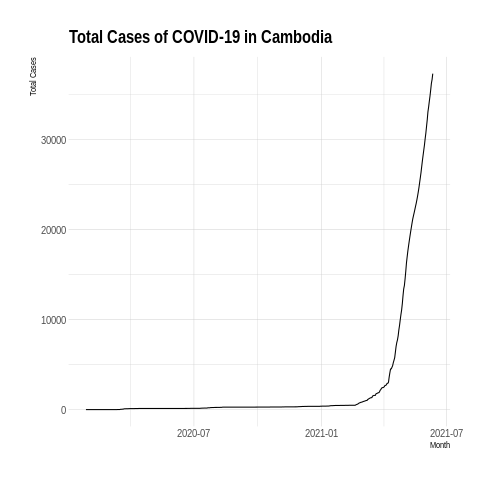 Total Cases of COVID-19 in Cambodia
Total Cases
30000
20000
10000
0
2020-07
2021-01
2021-07
Month